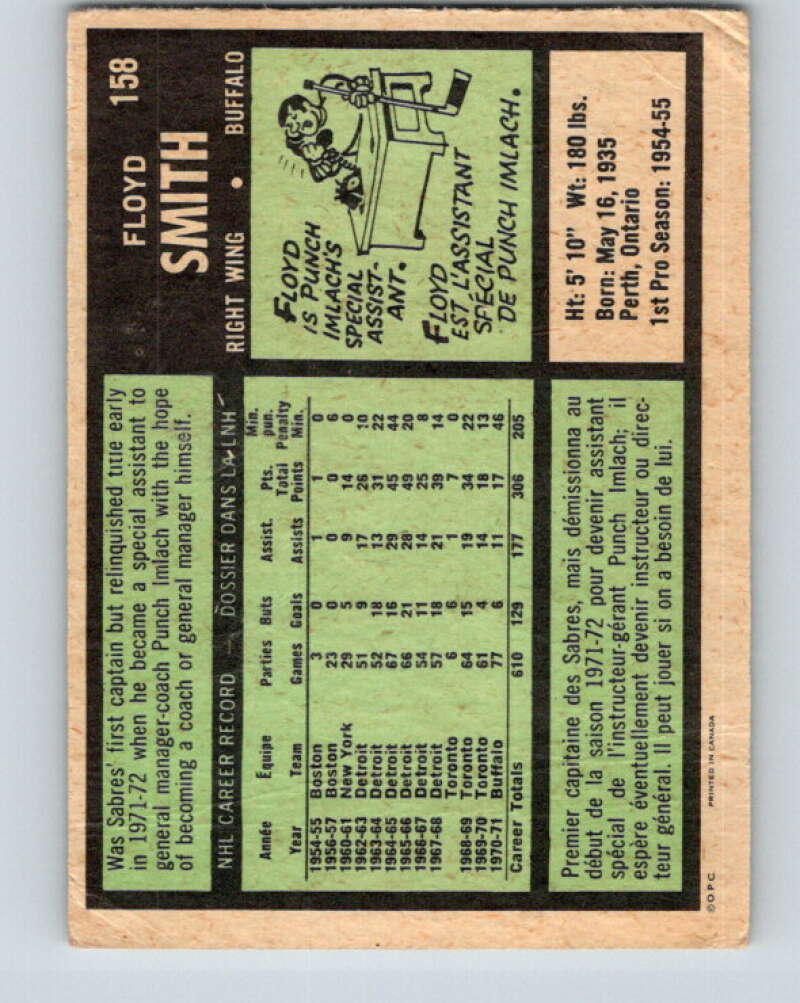 FLOYD 158
SMITH
RIGHT WING • BUFFALO
Was Sabres' first captain but relinquished title early
in 1971-72 when he became a special assistant to
general manager-coach Punch Imlach with the hope
of becoming a coach or general manager himself.
FLOYD
IS PUNCH
IMLACH'S
SPECIAL
ASSIST-
ANT.
FLOYD
EST L'ASSISTANT
SPÉCIAL
DE PUNCH IMLACH.
NHL CAREER RECORD — DOSSIER DANS LA LNH
Année Équipe Parties Buts Assist. Pts. Min. pun.
Year Team Games Goals Assists Total Points Penalty Min.
1954-55 Boston 3 0 1 1 0
1956-57 Boston 23 0 0 0 6
1960-61 New York 29 5 9 14 0
1962-63 Detroit 51 9 17 26 10
1963-64 Detroit 52 18 13 31 22
1964-65 Detroit 67 16 29 45 44
1965-66 Detroit 66 21 28 49 20
1966-67 Detroit 54 11 14 25 8
1967-68 Detroit 57 18 21 39 14
Toronto 6 6 1 7 0
1968-69 Toronto 64 15 19 34 22
1969-70 Toronto 61 4 14 18 13
1970-71 Buffalo 77 6 11 17 46
Career Totals 610 129 177 306 205
Ht: 5' 10" Wt: 180 lbs.
Born: May 16, 1935
Perth, Ontario
1st Pro Season: 1954-55
Premier capitaine des Sabres, mais démissionna au
début de la saison 1971-72 pour devenir assistant
spécial de l'instructeur-gérant Punch Imlach; il
espère éventuellement devenir instructeur ou direc-
teur général. Il peut jouer si on a besoin de lui.
© O.P.C. PRINTED IN CANADA